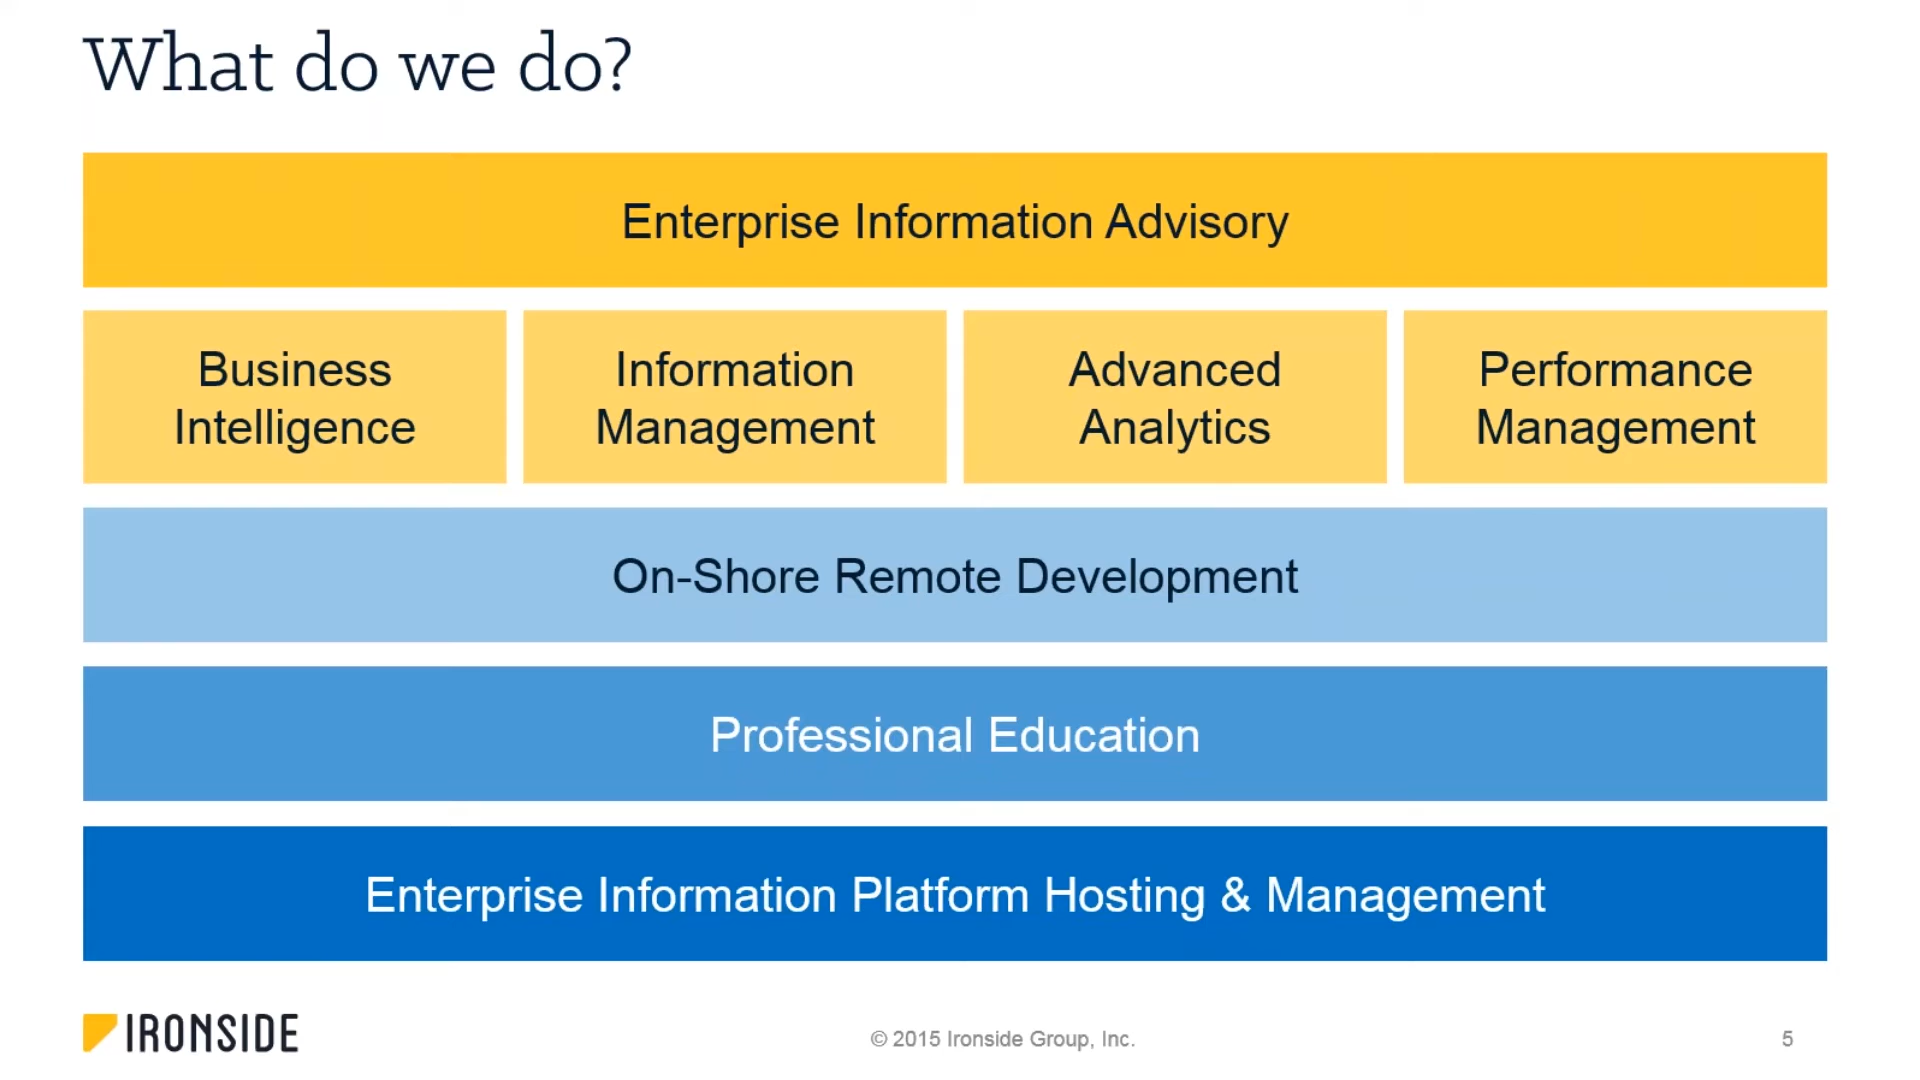 What do we do?
Enterprise Information Advisory
Business
Intelligence
Information
Management
Advanced
Analytics
Performance
Management
On-Shore Remote Development
Professional Education
Enterprise Information Platform Hosting & Management
IRONSIDE
© 2015 Ironside Group, Inc.
5